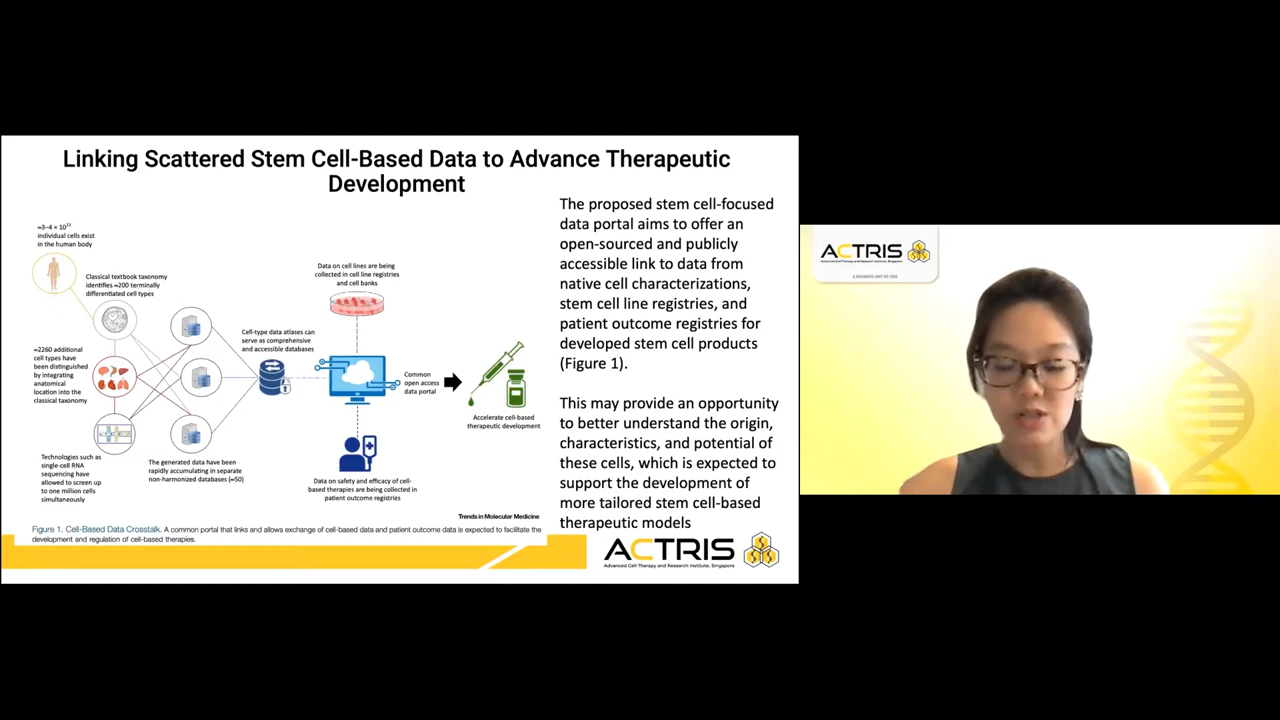 Linking Scattered Stem Cell-Based Data to Advance Therapeutic
Development
≈3–4 × 10¹³
individual cells exist
in the human body
Classical textbook taxonomy
identifies ≈200 terminally
differentiated cell types
≈2260 additional
cell types have
been distinguished
by integrating
anatomical
location into the
classical taxonomy
Technologies such as
single-cell RNA
sequencing have
allowed to screen up
to one million cells
simultaneously
The generated data have been
rapidly accumulating in separate
non-harmonized databases (≈50)
Cell-type data atlases can
serve as comprehensive
and accessible databases
Data on cell lines are being
collected in cell line registries
and cell banks
Common
open access
data portal
Data on safety and efficacy of cell-
based therapies are being collected in
patient outcome registries
Accelerate cell-based
therapeutic development
Trends in Molecular Medicine
Figure 1. Cell-Based Data Crosstalk. A common portal that links and allows exchange of cell-based data and patient outcome data is expected to facilitate the
development and regulation of cell-based therapies.
The proposed stem cell-focused
data portal aims to offer an
open-sourced and publicly
accessible link to data from
native cell characterizations,
stem cell line registries, and
patient outcome registries for
developed stem cell products
(Figure 1).
This may provide an opportunity
to better understand the origin,
characteristics, and potential of
these cells, which is expected to
support the development of
more tailored stem cell-based
therapeutic models
ACTRIS
Advanced Cell Therapy and Research Institute, Singapore
ACTRIS
Advanced Cell Therapy and Research Institute, Singapore
A BUSINESS UNIT OF CRIS